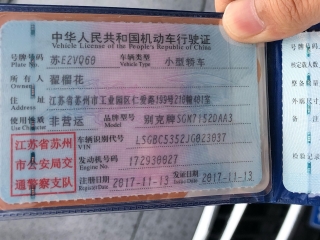 中华人民共和国机动车行驶证
Vehicle License of the People's Republic of China
号牌号码 苏EZVQ60 车辆类型 小型轿车
Plate No. Vehicle Type
所有人 翟榴花
Owner
住址 江苏省苏州市工业园区仁爱路199号
Address
使用性质 非营运 品牌型号 别克牌SGM7152DAA3
Use Character Model
江苏省苏州市公安局交通警察支队
车辆识别代号
VIN
发动机号码 172930827
Engine No.
注册日期 2017-11-13 发证日期 2017-11-13
Register Date Issue Date